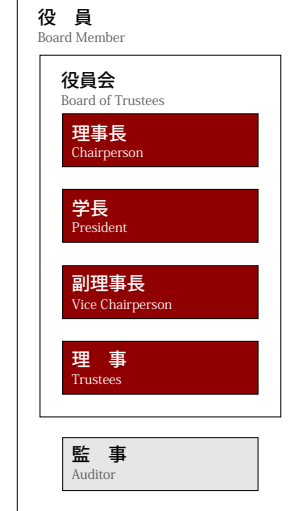 役　員
Board Member
役員会
Board of Trustees
理事長
Chairperson
学長
President
副理事長
Vice Chairperson
理　事
Trustees
監　事
Auditor